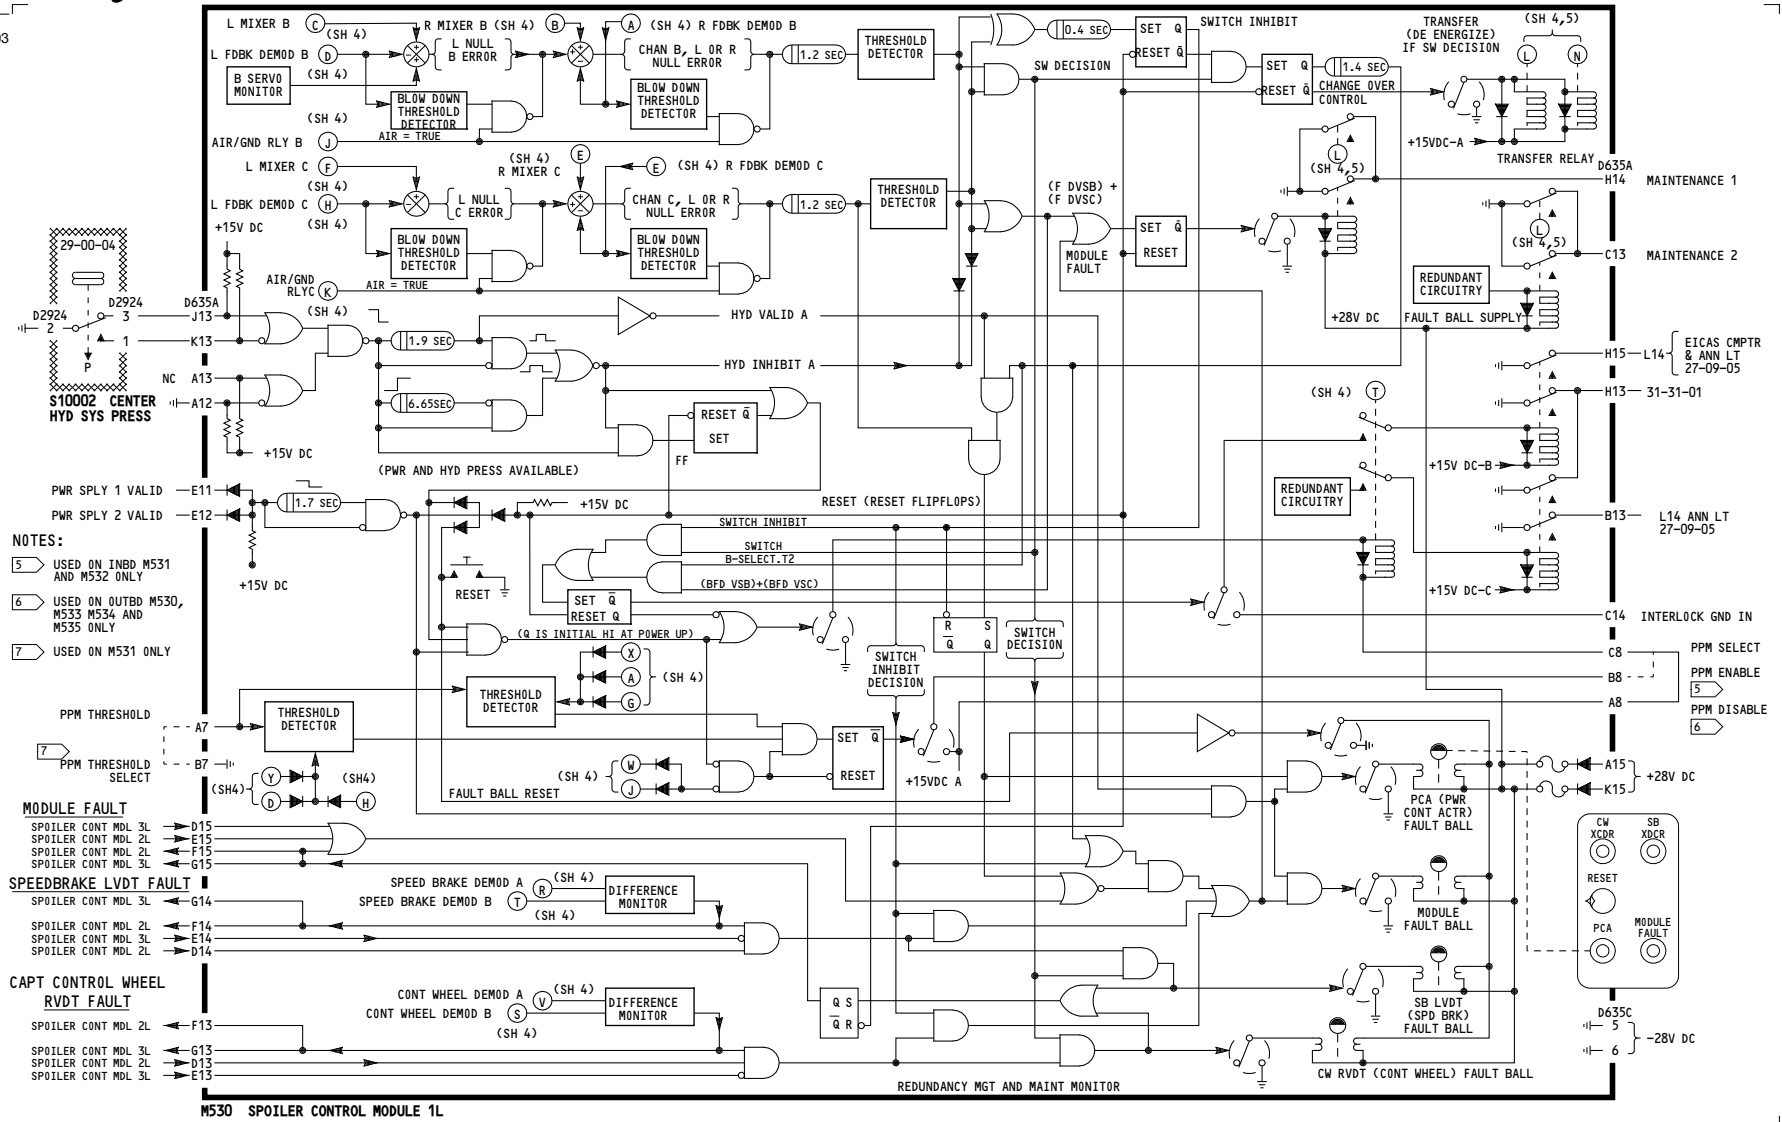 03
L MIXER B
C
(SH 4)
R MIXER B (SH 4)
B
A
(SH 4) R FDBK DEMOD B
L FDBK DEMOD B
D
(SH 4)
B SERVO
MONITOR
L NULL
B ERROR
CHAN B, L OR R
NULL ERROR
BLOW DOWN
THRESHOLD
DETECTOR
BLOW DOWN
THRESHOLD
DETECTOR
(SH 4)
AIR/GND RLY B
J
AIR = TRUE
1.2 SEC
THRESHOLD
DETECTOR
0.4 SEC
SET Q
RESET Q̄
SWITCH INHIBIT
SW DECISION
SET Q
RESET Q̄
1.4 SEC
CHANGE OVER
CONTROL
TRANSFER
(DE ENERGIZE)
IF SW DECISION
(SH 4,5)
L
N
+15VDC-A
TRANSFER RELAY
L MIXER C
F
(SH 4)
L FDBK DEMOD C
H
(SH 4)
(SH 4)
R MIXER C
E
E
(SH 4) R FDBK DEMOD C
L NULL
C ERROR
CHAN C, L OR R
NULL ERROR
BLOW DOWN
THRESHOLD
DETECTOR
BLOW DOWN
THRESHOLD
DETECTOR
AIR/GND
RLYC
K
AIR = TRUE
(SH 4)
1.2 SEC
THRESHOLD
DETECTOR
(F DVSB) +
(F DVSC)
MODULE
FAULT
SET Q̄
RESET
L
(SH 4,5)
D635A
H14 MAINTENANCE 1
L
(SH 4,5)
C13 MAINTENANCE 2
REDUNDANT
CIRCUITRY
+28V DC
FAULT BALL SUPPLY
29-00-04
D2924
2
D2924
3
1
P
S10002 CENTER
HYD SYS PRESS
+15V DC
D635A
J13
K13
NC A13
A12
+15V DC
1.9 SEC
6.65SEC
HYD VALID A
HYD INHIBIT A
RESET Q̄
SET
FF
(PWR AND HYD PRESS AVAILABLE)
H15
L14
EICAS CMPTR
& ANN LT
27-09-05
H13 31-31-01
(SH 4)
T
+15V DC-B
REDUNDANT
CIRCUITRY
B13
L14 ANN LT
27-09-05
+15V DC-C
C14 INTERLOCK GND IN
PWR SPLY 1 VALID E11
PWR SPLY 2 VALID E12
1.7 SEC
+15V DC
+15V DC
RESET (RESET FLIPFLOPS)
SWITCH INHIBIT
SWITCH
B-SELECT.T2
(BFD VSB)+(BFD VSC)
RESET
SET Q̄
RESET Q
(Q IS INITIAL HI AT POWER UP)
R S
Q̄ Q
SWITCH
DECISION
SWITCH
INHIBIT
DECISION
NOTES:
5 USED ON INBD M531
AND M532 ONLY
6 USED ON OUTBD M530,
M533 M534 AND
M535 ONLY
7 USED ON M531 ONLY
X
A
G
(SH 4)
THRESHOLD
DETECTOR
PPM THRESHOLD
A7
THRESHOLD
DETECTOR
7
PPM THRESHOLD
SELECT
B7
(SH4)
Y
D
(SH4)
H
(SH 4)
W
J
SET Q̄
RESET
FAULT BALL RESET
+15VDC A
C8 PPM SELECT
B8 PPM ENABLE
5
A8 PPM DISABLE
6
PCA (PWR
CONT ACTR)
FAULT BALL
A15
K15
+28V DC
MODULE FAULT
SPOILER CONT MDL 3L D15
SPOILER CONT MDL 2L E15
SPOILER CONT MDL 2L F15
SPOILER CONT MDL 3L G15
SPEEDBRAKE LVDT FAULT
SPOILER CONT MDL 3L G14
SPOILER CONT MDL 2L F14
SPOILER CONT MDL 3L E14
SPOILER CONT MDL 2L D14
SPEED BRAKE DEMOD A
R
(SH 4)
SPEED BRAKE DEMOD B
T
(SH 4)
DIFFERENCE
MONITOR
CAPT CONTROL WHEEL
RVDT FAULT
SPOILER CONT MDL 2L F13
SPOILER CONT MDL 3L G13
SPOILER CONT MDL 2L D13
SPOILER CONT MDL 3L E13
CONT WHEEL DEMOD A
V
(SH 4)
CONT WHEEL DEMOD B
S
(SH 4)
DIFFERENCE
MONITOR
Q S
Q̄ R
MODULE
FAULT BALL
SB LVDT
(SPD BRK)
FAULT BALL
CW RVDT (CONT WHEEL) FAULT BALL
CW
XCDR
SB
XDCR
RESET
PCA
MODULE
FAULT
D635C
5
6
-28V DC
REDUNDANCY MGT AND MAINT MONITOR
M530 SPOILER CONTROL MODULE 1L